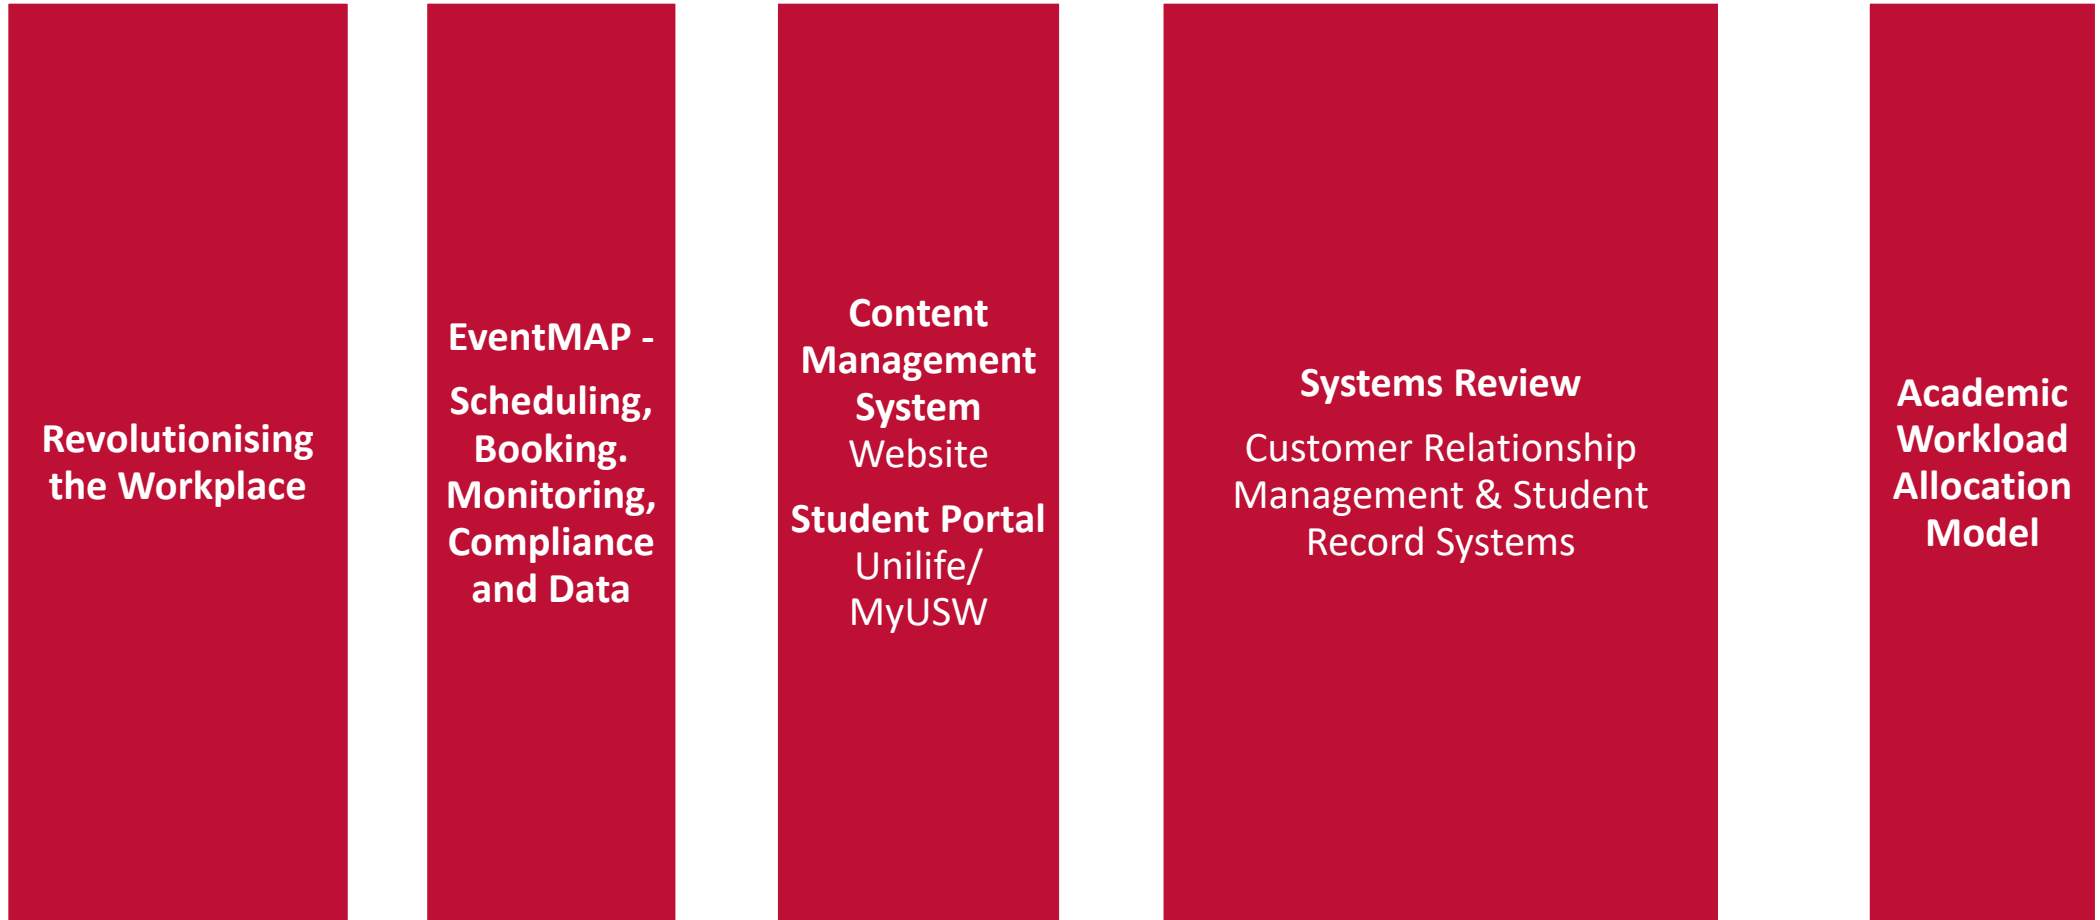 Revolutionising
the Workplace
EventMAP -
Scheduling,
Booking.
Monitoring,
Compliance
and Data
Content
Management
System
Website
Student Portal
Unilife/
MyUSW
Systems Review
Customer Relationship
Management & Student
Record Systems
Academic
Workload
Allocation
Model